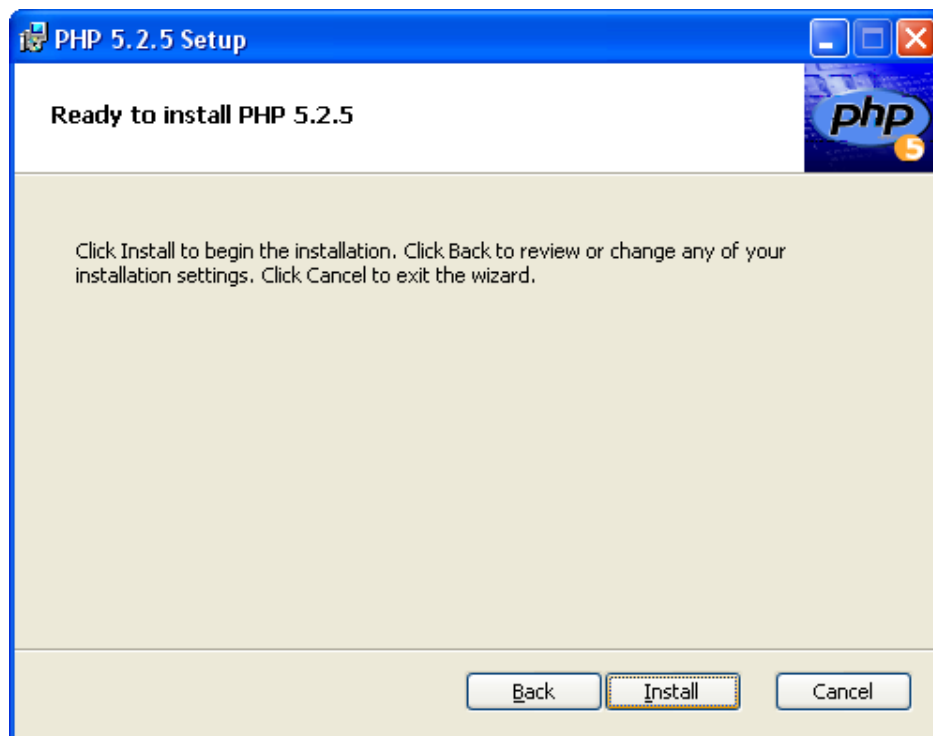 PHP 5.2.5 Setup
Ready to install PHP 5.2.5
php
5
Click Install to begin the installation. Click Back to review or change any of your
installation settings. Click Cancel to exit the wizard.
Back Install Cancel